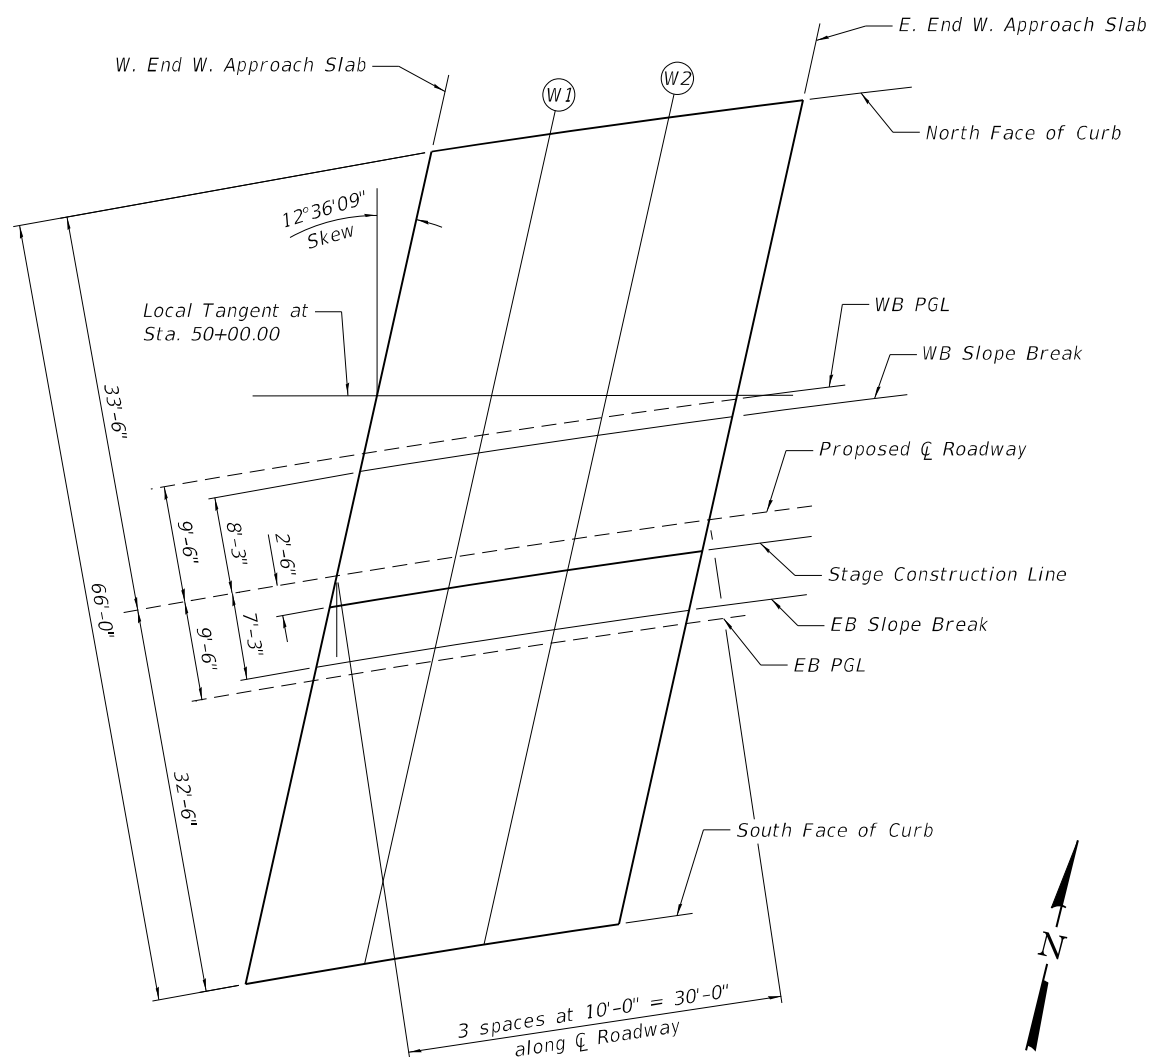 E. End W. Approach Slab
W. End W. Approach Slab
W1
W2
North Face of Curb
12°36'09"
Skew
Local Tangent at
Sta. 50+00.00
WB PGL
WB Slope Break
33'-6"
Proposed ℄ Roadway
9'-6"
8'-3"
2'-6"
Stage Construction Line
66'-0"
9'-6"
7'-3"
EB Slope Break
EB PGL
32'-6"
South Face of Curb
N
3 spaces at 10'-0" = 30'-0"
along ℄ Roadway